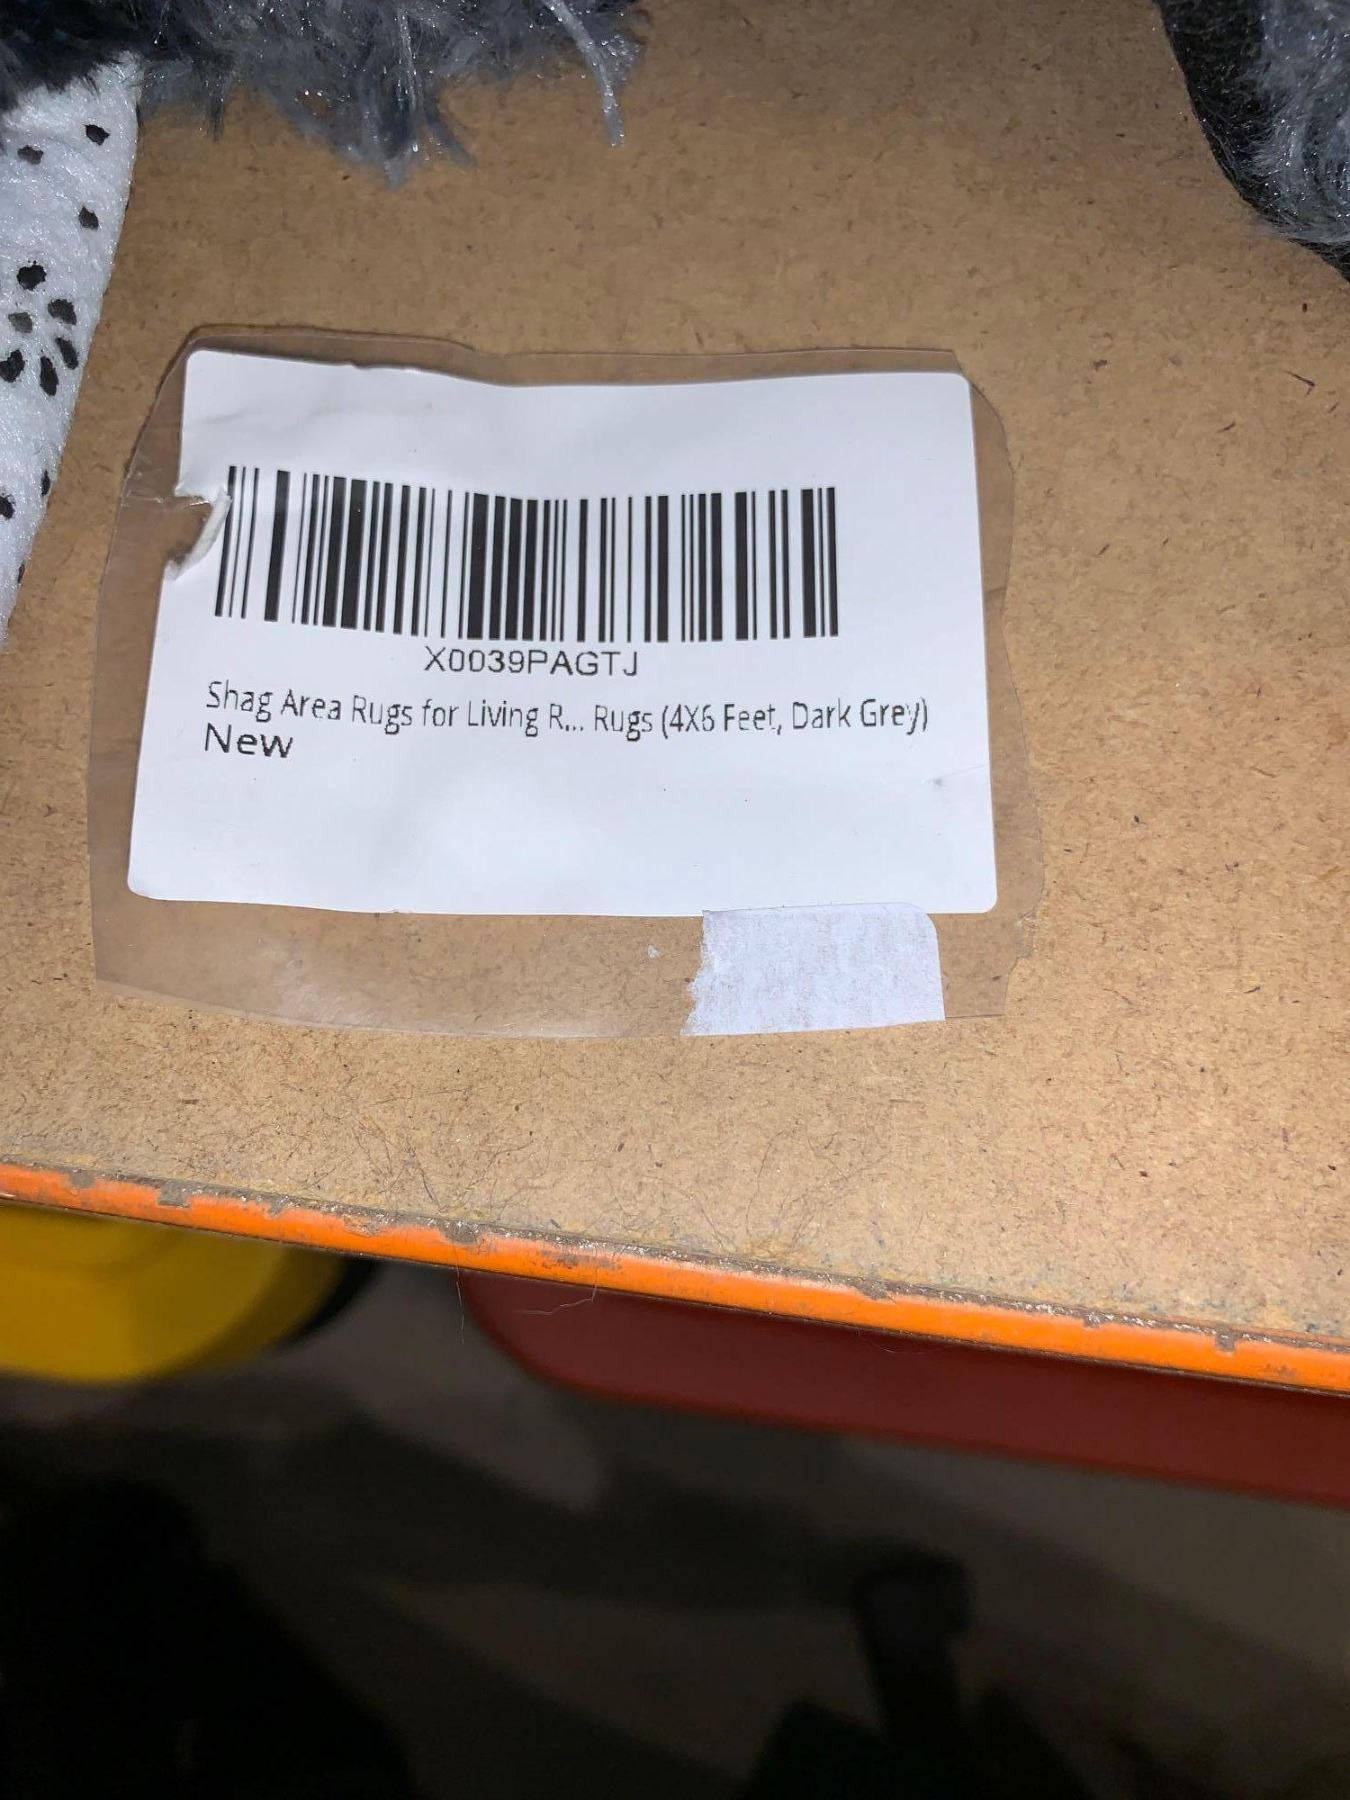 X0039PAGTJ
Shag Area Rugs for Living R... Rugs (4X6 Feet, Dark Grey)
New